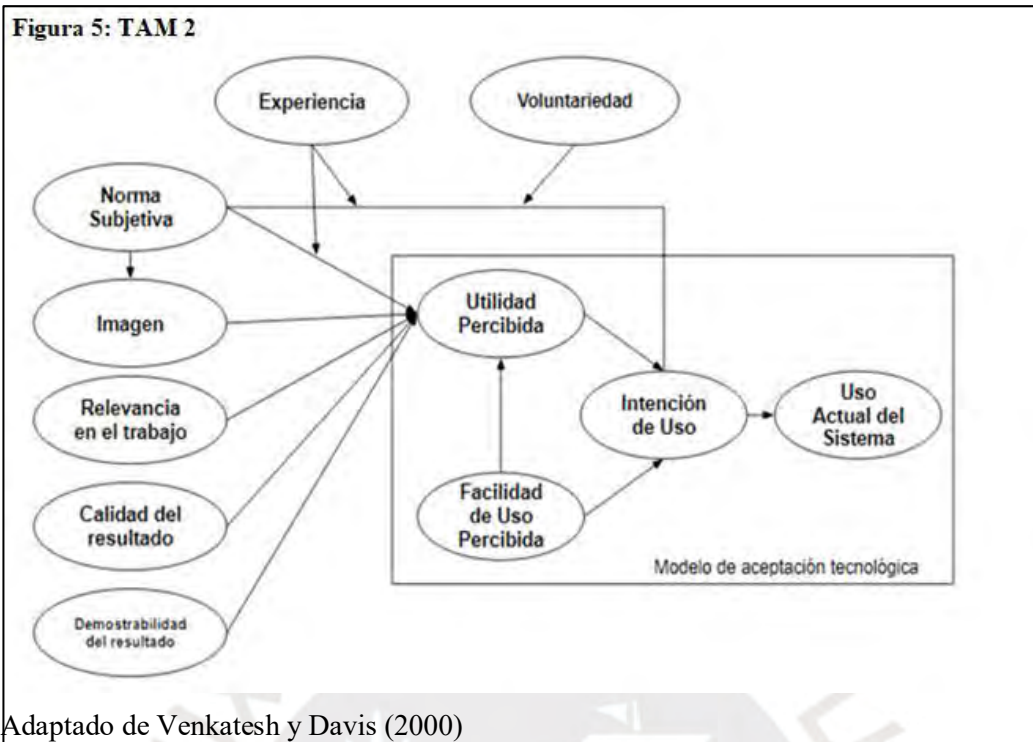 Figura 5: TAM 2
Experiencia
Voluntariedad
Norma
Subjetiva
Imagen
Utilidad
Percibida
Relevancia
en el trabajo
Intención
de Uso
Uso
Actual del
Sistema
Calidad del
resultado
Facilidad
de Uso
Percibida
Modelo de aceptación tecnológica
Demostrabilidad
del resultado
Adaptado de Venkatesh y Davis (2000)